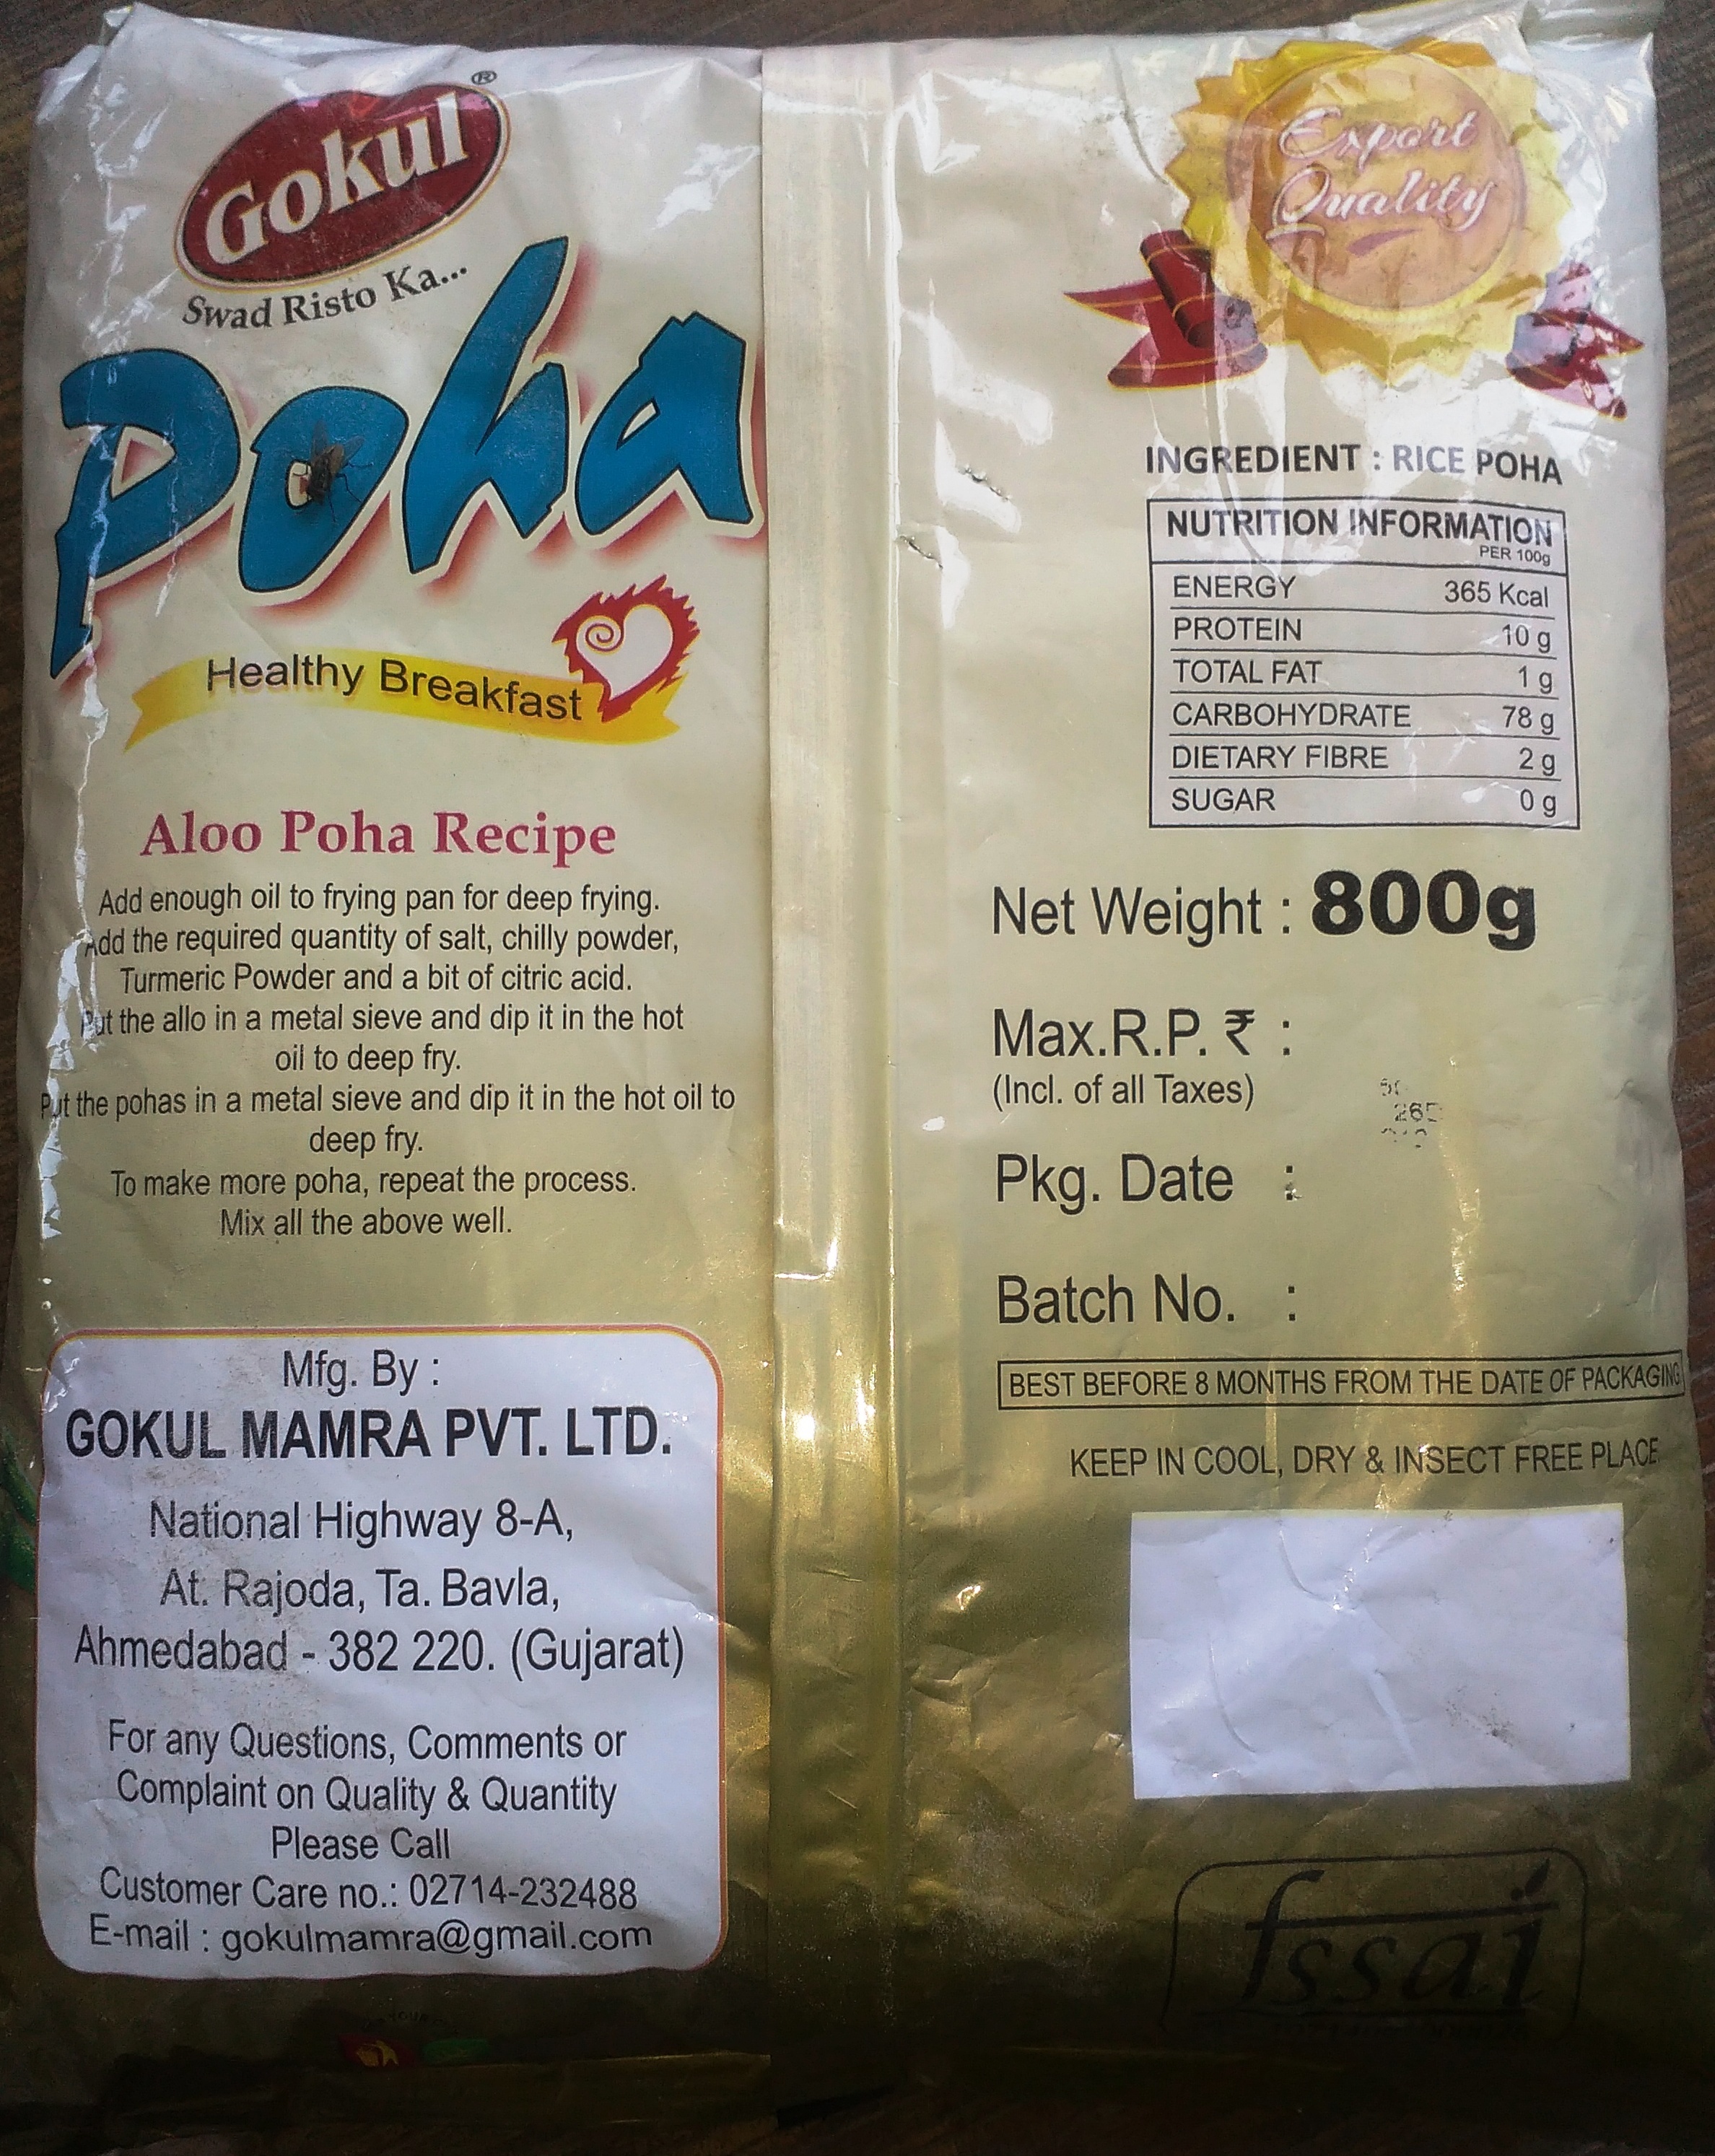 Gokul®
Swad Risto Ka...
Poha
Healthy Breakfast
Aloo Poha Recipe
Add enough oil to frying pan for deep frying.
Add the required quantity of salt, chilly powder,
Turmeric Powder and a bit of citric acid.
Put the allo in a metal sieve and dip it in the hot
oil to deep fry.
Put the pohas in a metal sieve and dip it in the hot oil to
deep fry.
To make more poha, repeat the process.
Mix all the above well.
Mfg. By :
GOKUL MAMRA PVT. LTD.
National Highway 8-A,
At. Rajoda, Ta. Bavla,
Ahmedabad - 382 220. (Gujarat)
For any Questions, Comments or
Complaint on Quality & Quantity
Please Call
Customer Care no.: 02714-232488
E-mail : gokulmamra@gmail.com
Export
Quality
INGREDIENT : RICE POHA
NUTRITION INFORMATION
PER 100g
ENERGY 365 Kcal
PROTEIN 10 g
TOTAL FAT 1 g
CARBOHYDRATE 78 g
DIETARY FIBRE 2 g
SUGAR 0 g
Net Weight : 800g
Max.R.P. ₹ :
(Incl. of all Taxes)
Pkg. Date :
Batch No. :
BEST BEFORE 8 MONTHS FROM THE DATE OF PACKAGING
KEEP IN COOL, DRY & INSECT FREE PLACE
fssai